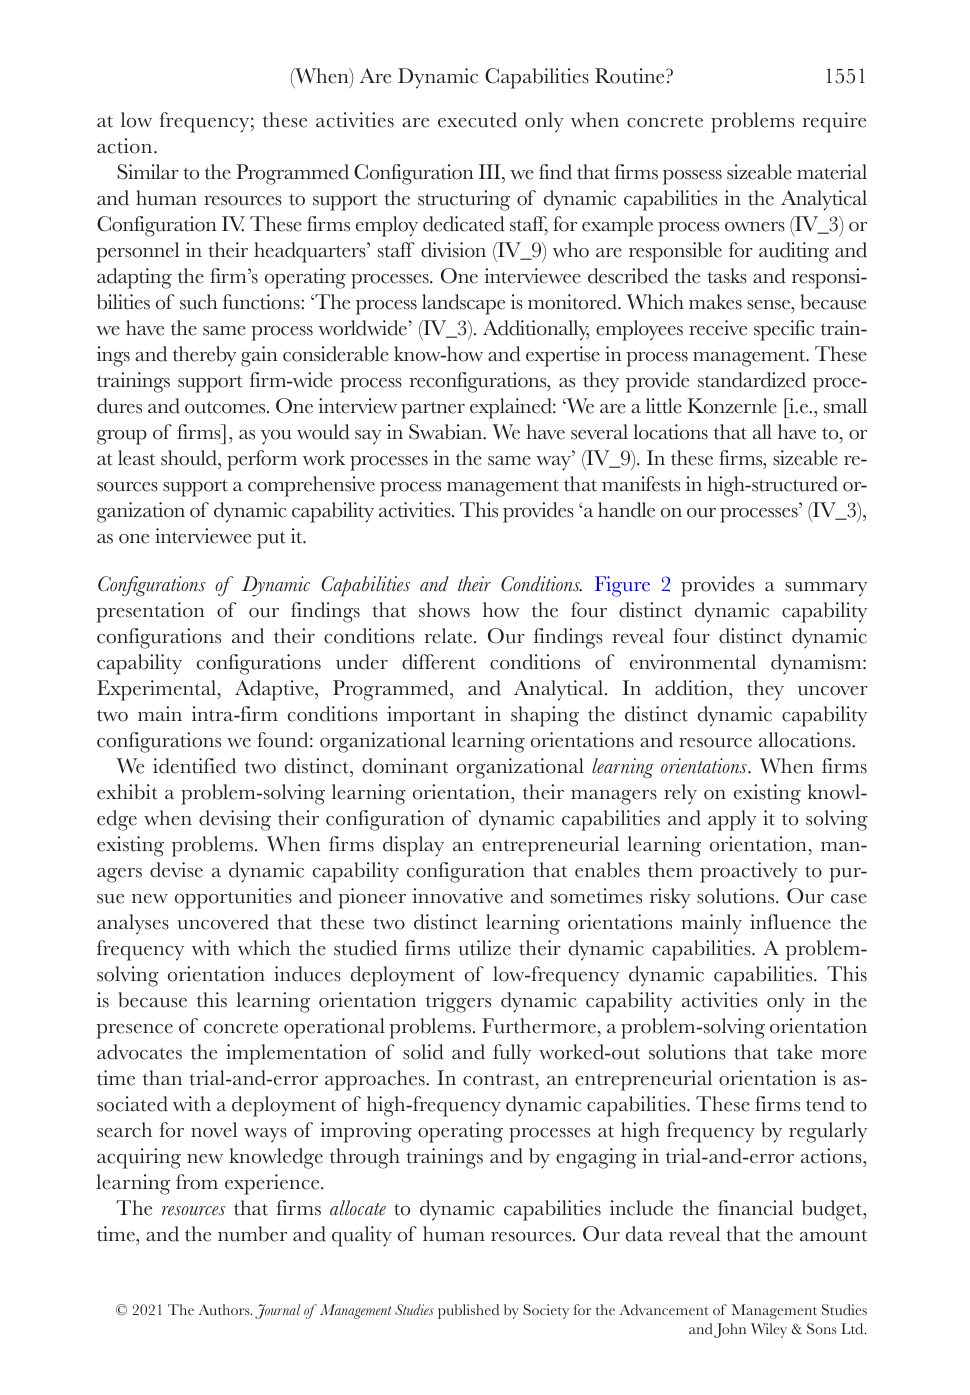 (When) Are Dynamic Capabilities Routine? 1551
at low frequency; these activities are executed only when concrete problems require
action.
Similar to the Programmed Configuration III, we find that firms possess sizeable material
and human resources to support the structuring of dynamic capabilities in the Analytical
Configuration IV. These firms employ dedicated staff, for example process owners (IV_3) or
personnel in their headquarters’ staff division (IV_9) who are responsible for auditing and
adapting the firm’s operating processes. One interviewee described the tasks and responsi-
bilities of such functions: ‘The process landscape is monitored. Which makes sense, because
we have the same process worldwide’ (IV_3). Additionally, employees receive specific train-
ings and thereby gain considerable know-how and expertise in process management. These
trainings support firm-wide process reconfigurations, as they provide standardized proce-
dures and outcomes. One interview partner explained: ‘We are a little Konzernle [i.e., small
group of firms], as you would say in Swabian. We have several locations that all have to, or
at least should, perform work processes in the same way’ (IV_9). In these firms, sizeable re-
sources support a comprehensive process management that manifests in high-structured or-
ganization of dynamic capability activities. This provides ‘a handle on our processes’ (IV_3),
as one interviewee put it.
Configurations of Dynamic Capabilities and their Conditions. Figure 2 provides a summary
presentation of our findings that shows how the four distinct dynamic capability
configurations and their conditions relate. Our findings reveal four distinct dynamic
capability configurations under different conditions of environmental dynamism:
Experimental, Adaptive, Programmed, and Analytical. In addition, they uncover
two main intra-firm conditions important in shaping the distinct dynamic capability
configurations we found: organizational learning orientations and resource allocations.
We identified two distinct, dominant organizational learning orientations. When firms
exhibit a problem-solving learning orientation, their managers rely on existing knowl-
edge when devising their configuration of dynamic capabilities and apply it to solving
existing problems. When firms display an entrepreneurial learning orientation, man-
agers devise a dynamic capability configuration that enables them proactively to pur-
sue new opportunities and pioneer innovative and sometimes risky solutions. Our case
analyses uncovered that these two distinct learning orientations mainly influence the
frequency with which the studied firms utilize their dynamic capabilities. A problem-
solving orientation induces deployment of low-frequency dynamic capabilities. This
is because this learning orientation triggers dynamic capability activities only in the
presence of concrete operational problems. Furthermore, a problem-solving orientation
advocates the implementation of solid and fully worked-out solutions that take more
time than trial-and-error approaches. In contrast, an entrepreneurial orientation is as-
sociated with a deployment of high-frequency dynamic capabilities. These firms tend to
search for novel ways of improving operating processes at high frequency by regularly
acquiring new knowledge through trainings and by engaging in trial-and-error actions,
learning from experience.
The resources that firms allocate to dynamic capabilities include the financial budget,
time, and the number and quality of human resources. Our data reveal that the amount
© 2021 The Authors. Journal of Management Studies published by Society for the Advancement of Management Studies
and John Wiley & Sons Ltd.